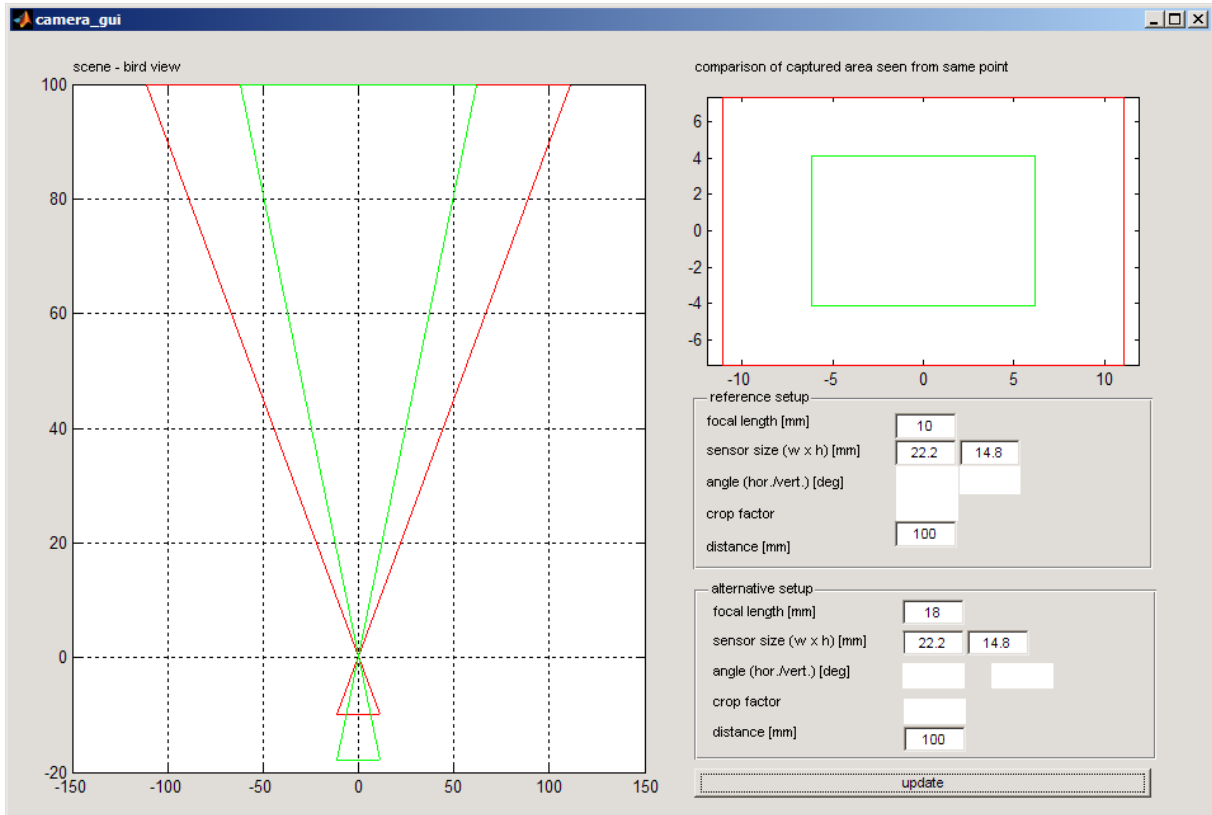 camera_gui
scene - bird view
100
80
60
40
20
0
-20
-150 -100 -50 0 50 100 150
comparison of captured area seen from same point
6
4
2
0
-2
-4
-6
-10 -5 0 5 10
reference setup
focal length [mm] 10
sensor size (w x h) [mm] 22.2 14.8
angle (hor./vert.) [deg]
crop factor
distance [mm] 100
alternative setup
focal length [mm] 18
sensor size (w x h) [mm] 22.2 14.8
angle (hor./vert.) [deg]
crop factor
distance [mm] 100
update